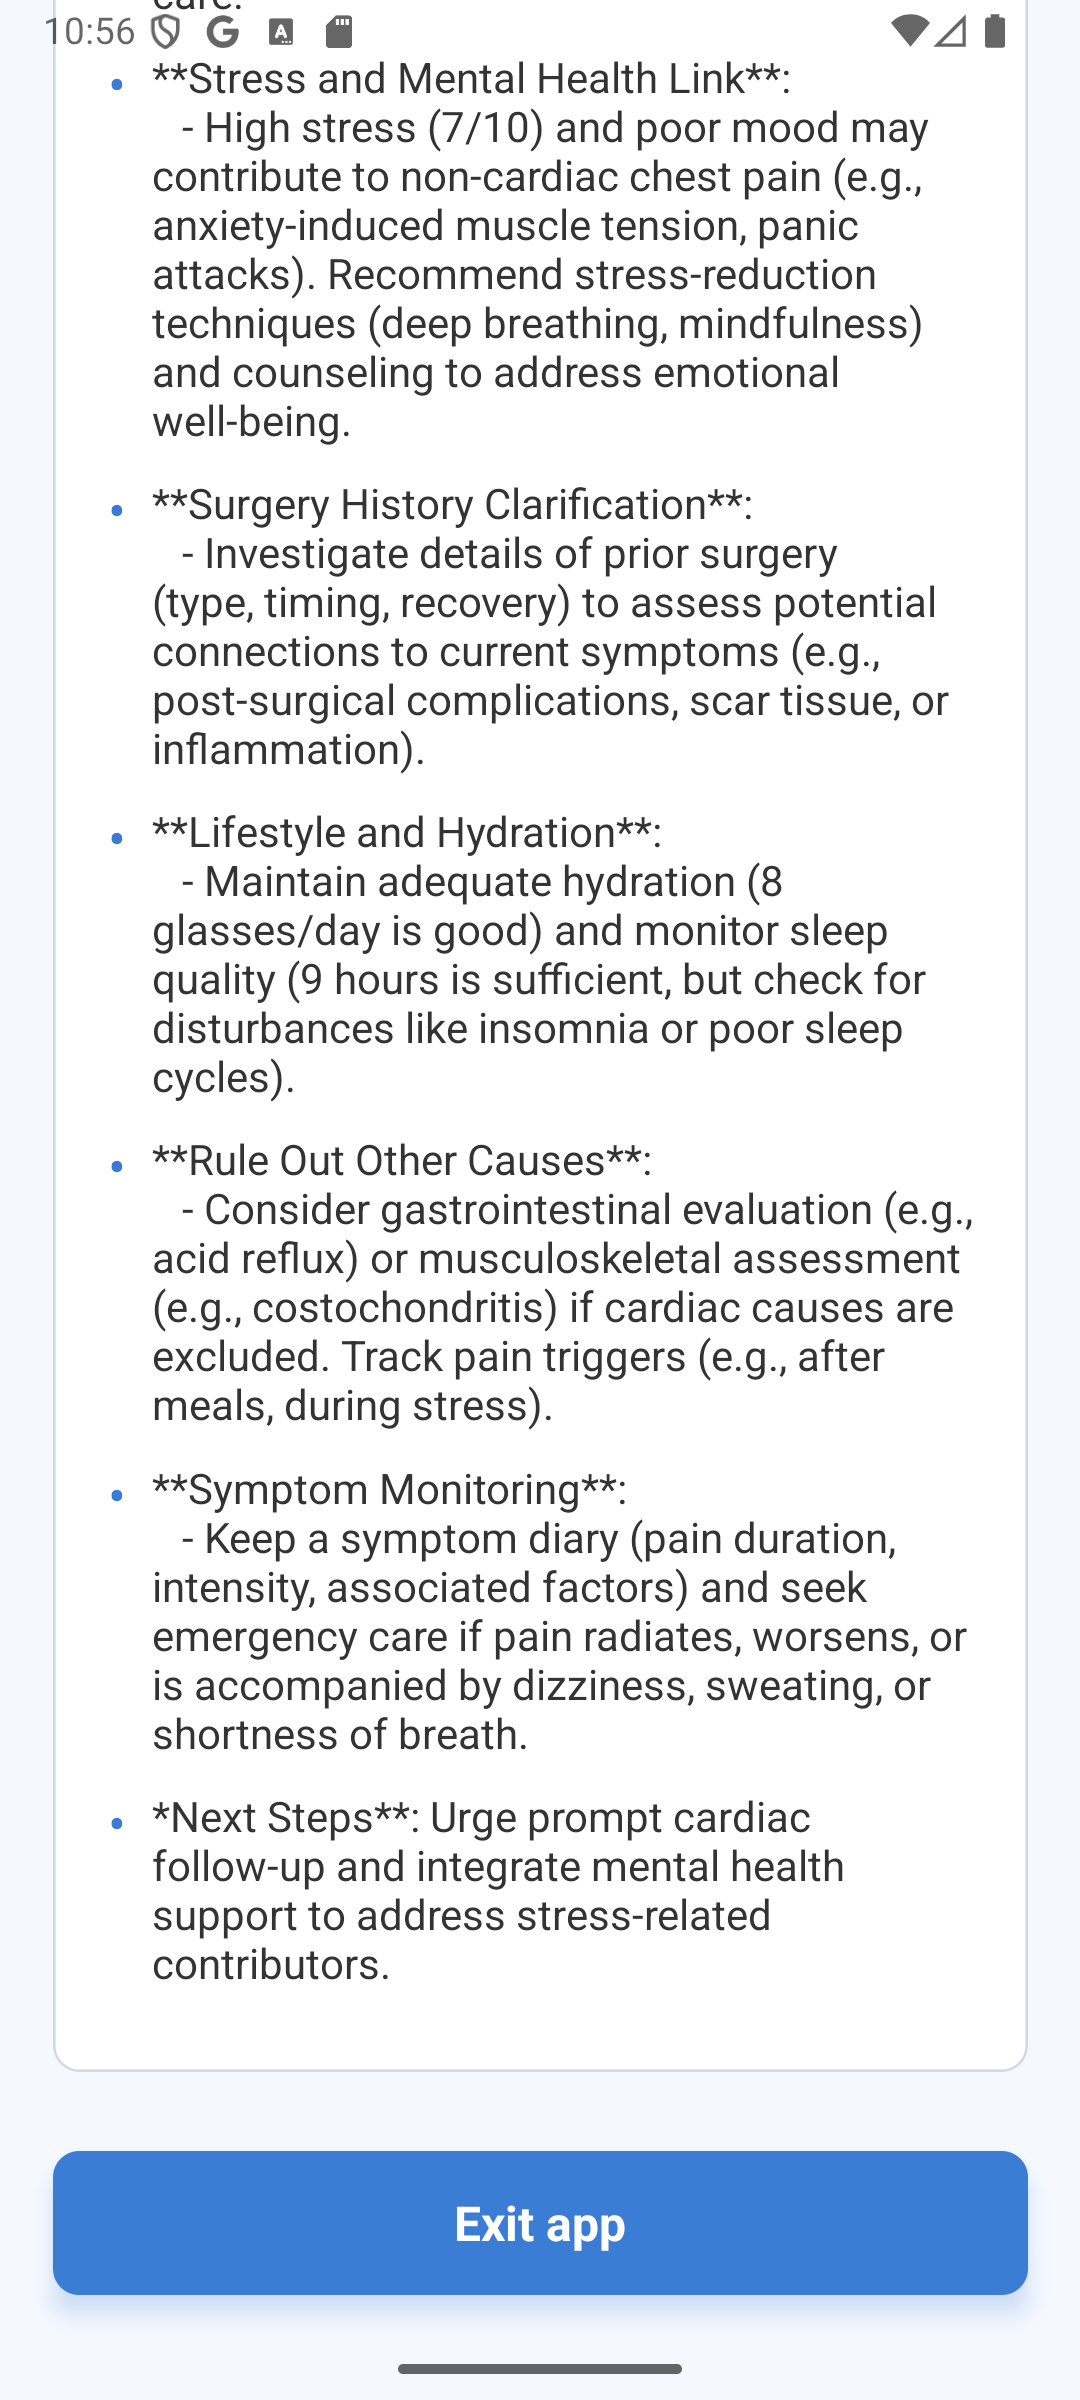 care.
10:56
**Stress and Mental Health Link**:
- High stress (7/10) and poor mood may
contribute to non-cardiac chest pain (e.g.,
anxiety-induced muscle tension, panic
attacks). Recommend stress-reduction
techniques (deep breathing, mindfulness)
and counseling to address emotional
well-being.
**Surgery History Clarification**:
- Investigate details of prior surgery
(type, timing, recovery) to assess potential
connections to current symptoms (e.g.,
post-surgical complications, scar tissue, or
inflammation).
**Lifestyle and Hydration**:
- Maintain adequate hydration (8
glasses/day is good) and monitor sleep
quality (9 hours is sufficient, but check for
disturbances like insomnia or poor sleep
cycles).
**Rule Out Other Causes**:
- Consider gastrointestinal evaluation (e.g.,
acid reflux) or musculoskeletal assessment
(e.g., costochondritis) if cardiac causes are
excluded. Track pain triggers (e.g., after
meals, during stress).
**Symptom Monitoring**:
- Keep a symptom diary (pain duration,
intensity, associated factors) and seek
emergency care if pain radiates, worsens, or
is accompanied by dizziness, sweating, or
shortness of breath.
*Next Steps**: Urge prompt cardiac
follow-up and integrate mental health
support to address stress-related
contributors.
Exit app